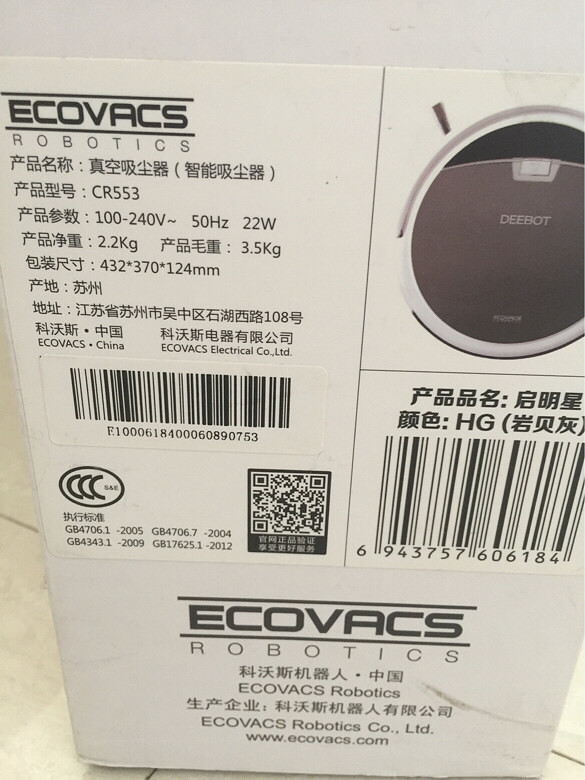 ECOVACS
ROBOTICS
产品名称：真空吸尘器（智能吸尘器）
产品型号：CR553
产品参数：100-240V~ 50Hz 22W
产品净重：2.2Kg 产品毛重：3.5Kg
包装尺寸：432*370*124mm
产地：苏州
地址：江苏省苏州市吴中区石湖西路108号
科沃斯·中国 科沃斯电器有限公司
ECOVACS·China ECOVACS Electrical Co.,Ltd.
E1000618400060890753
CCC S&E
执行标准
GB4706.1 -2005 GB4706.7 -2004
GB4343.1 -2009 GB17625.1 -2012
官网正品验证
享受更好服务
DEEBOT
ECOVACS
产品品名: 启明星
颜色: HG (岩贝灰)
6 943757 606184
ECOVACS
ROBOTICS
科沃斯机器人·中国
ECOVACS Robotics
生产企业：科沃斯机器人有限公司
ECOVACS Robotics Co., Ltd.
www.ecovacs.com